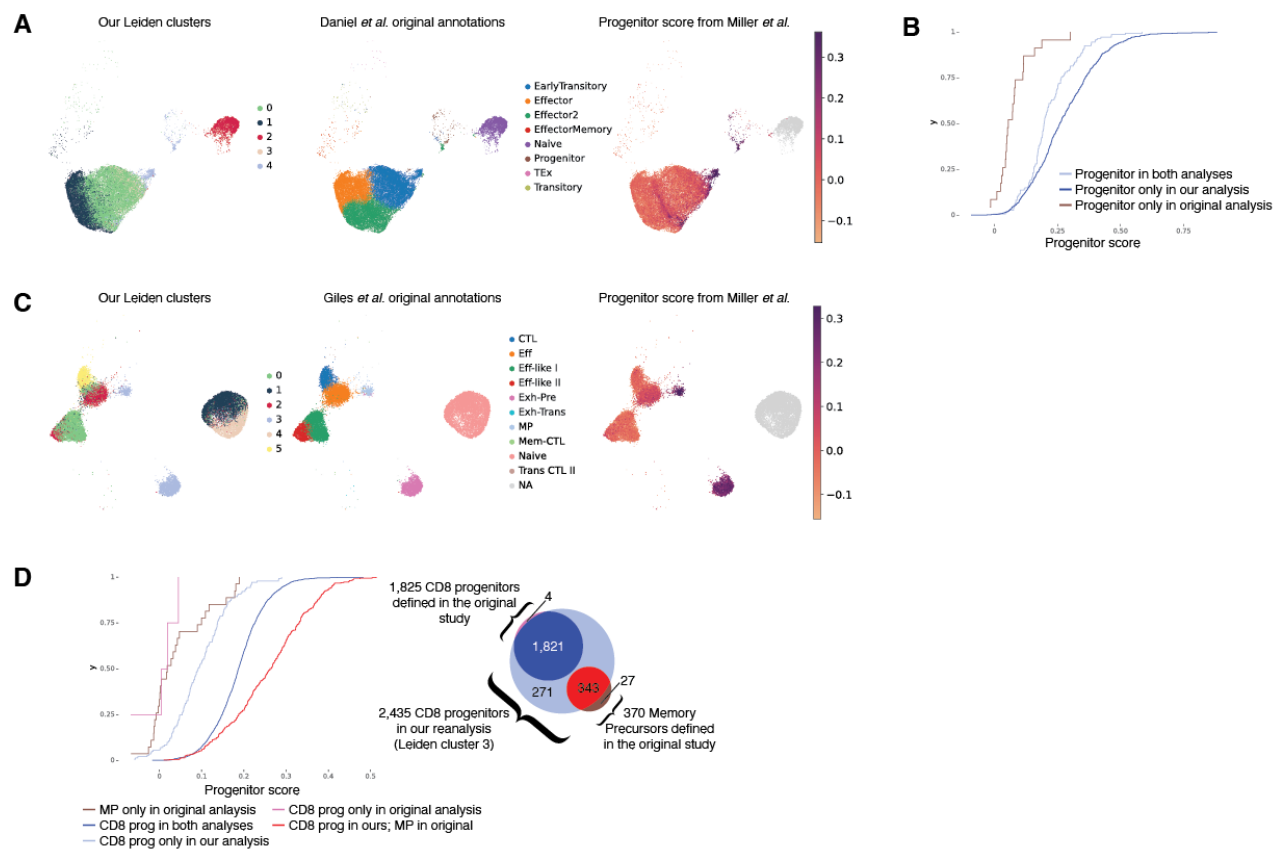 A
Our Leiden clusters
0
1
2
3
4
Daniel et al. original annotations
EarlyTransitory
Effector
Effector2
EffectorMemory
Naive
Progenitor
TEx
Transitory
Progenitor score from Miller et al.
0.3
0.2
0.1
0.0
−0.1
B
1-
0.75-
0.50-
0.25-
0-
y
0
0.25
0.50
0.75
Progenitor score
Progenitor in both analyses
Progenitor only in our analysis
Progenitor only in original analysis
C
Our Leiden clusters
0
1
2
3
4
5
Giles et al. original annotations
CTL
Eff
Eff-like I
Eff-like II
Exh-Pre
Exh-Trans
MP
Mem-CTL
Naive
Trans CTL II
NA
Progenitor score from Miller et al.
0.3
0.2
0.1
0.0
−0.1
D
1-
0.75-
0.50-
0.25-
0-
y
0
0.1
0.2
0.3
0.4
0.5
Progenitor score
MP only in original anlaysis
CD8 prog in both analyses
CD8 prog only in our analysis
CD8 prog only in original analysis
CD8 prog in ours; MP in original
1,825 CD8 progenitors
defined in the original
study
4
1,821
271
343
27
2,435 CD8 progenitors
in our reanalysis
(Leiden cluster 3)
370 Memory
Precursors defined
in the original study